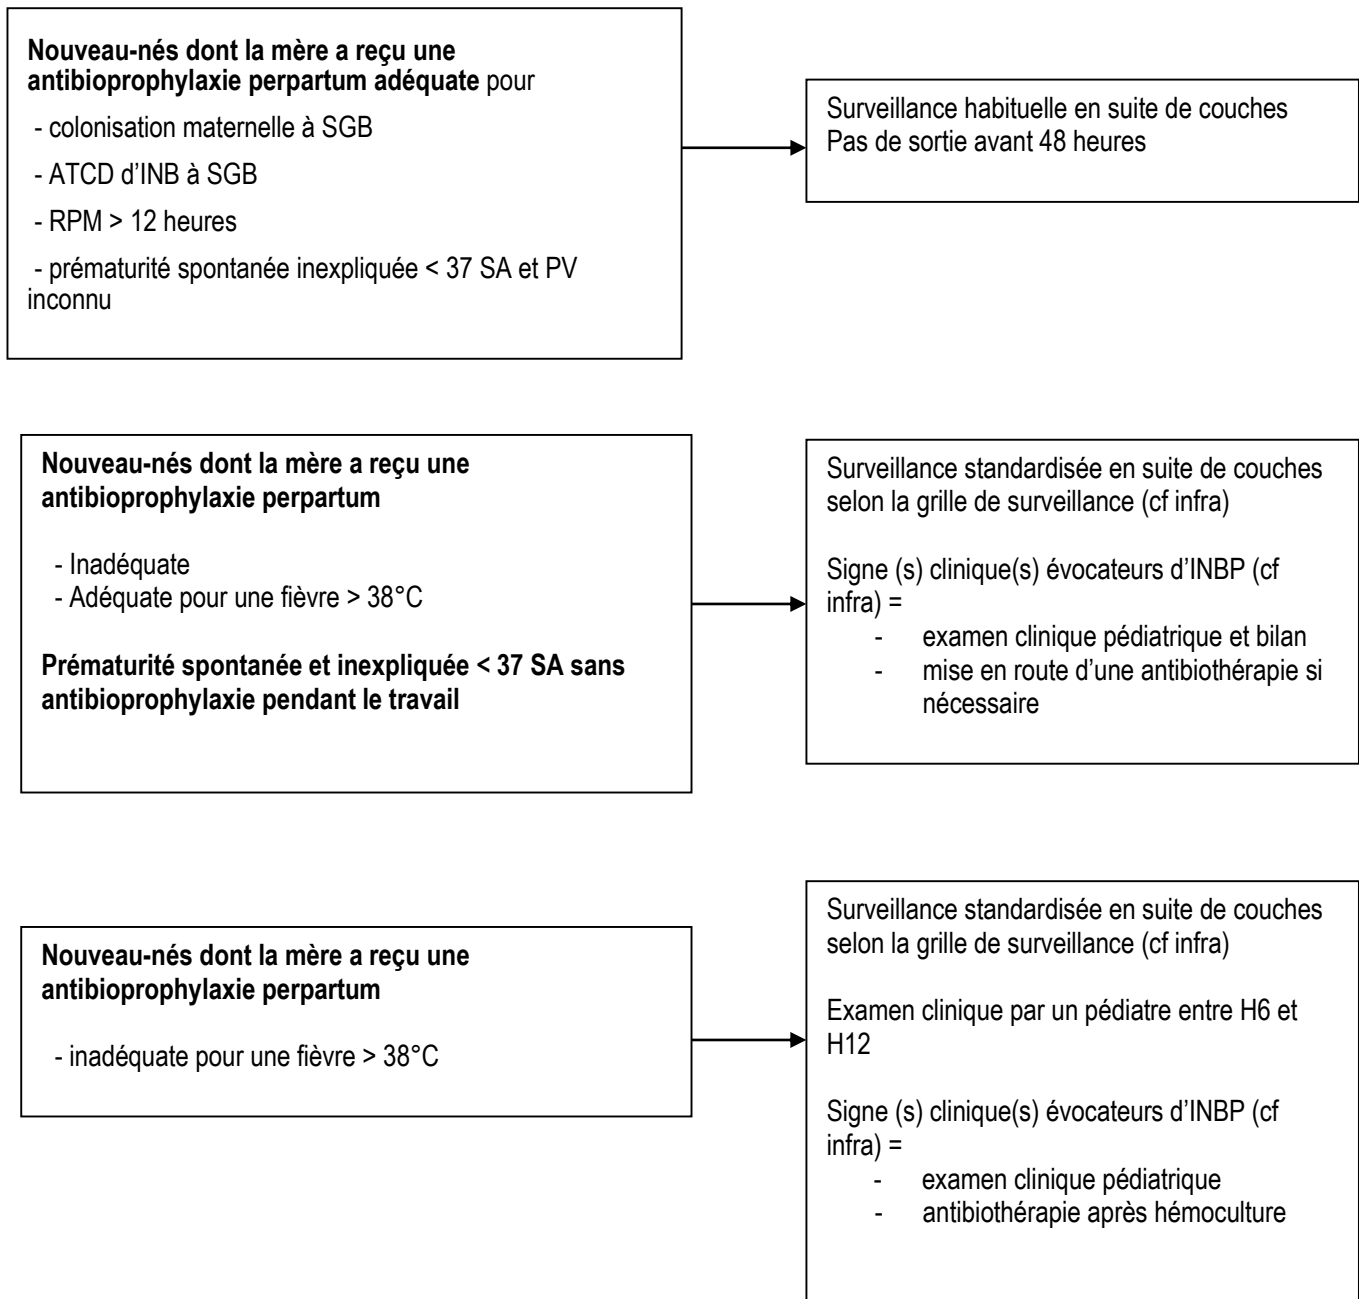 Nouveau-nés dont la mère a reçu une
antibioprophylaxie perpartum adéquate pour
- colonisation maternelle à SGB
- ATCD d’INB à SGB
- RPM > 12 heures
- prématurité spontanée inexpliquée < 37 SA et PV
inconnu
Surveillance habituelle en suite de couches
Pas de sortie avant 48 heures
Nouveau-nés dont la mère a reçu une
antibioprophylaxie perpartum
- Inadéquate
- Adéquate pour une fièvre > 38°C
Prématurité spontanée et inexpliquée < 37 SA sans
antibioprophylaxie pendant le travail
Surveillance standardisée en suite de couches
selon la grille de surveillance (cf infra)
Signe (s) clinique(s) évocateurs d’INBP (cf
infra) =
- examen clinique pédiatrique et bilan
- mise en route d’une antibiothérapie si
nécessaire
Nouveau-nés dont la mère a reçu une
antibioprophylaxie perpartum
- inadéquate pour une fièvre > 38°C
Surveillance standardisée en suite de couches
selon la grille de surveillance (cf infra)
Examen clinique par un pédiatre entre H6 et
H12
Signe (s) clinique(s) évocateurs d’INBP (cf
infra) =
- examen clinique pédiatrique
- antibiothérapie après hémoculture